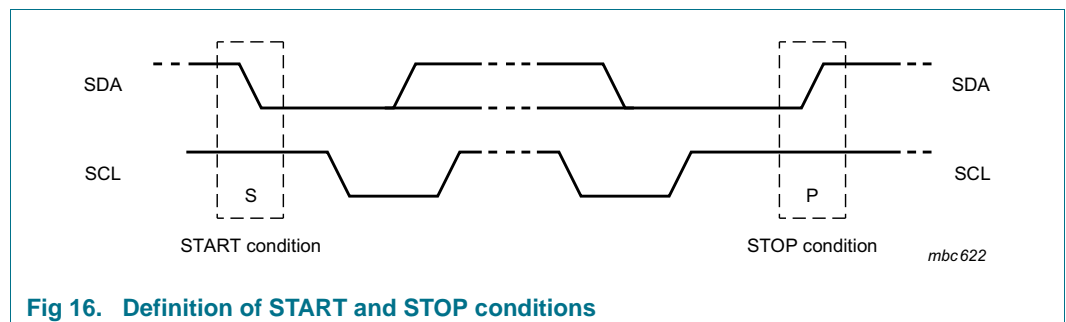 SDA SDA
SCL SCL
S P
START condition STOP condition
mbc622
Fig 16. Definition of START and STOP conditions